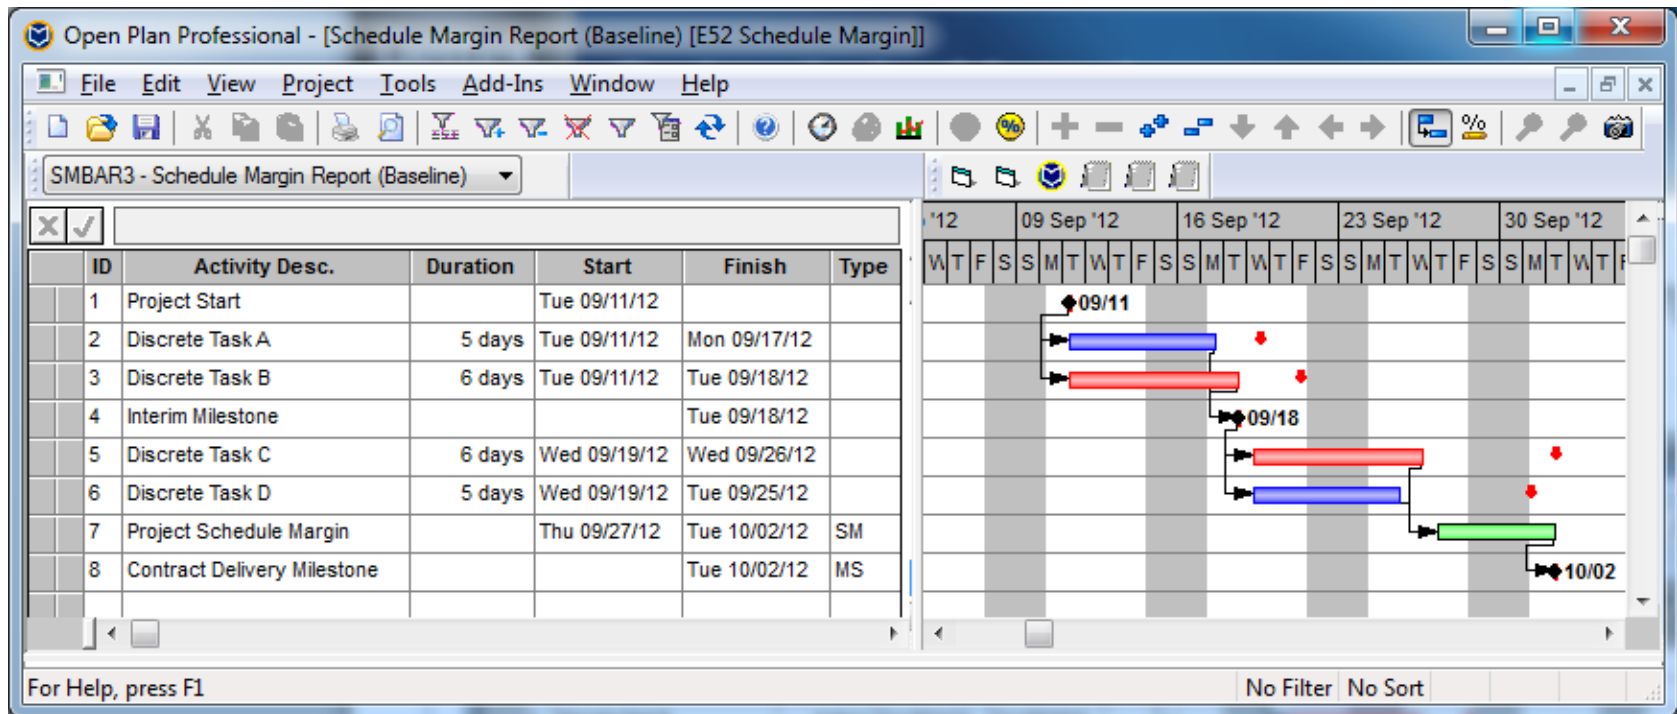 Open Plan Professional - [Schedule Margin Report (Baseline) [E52 Schedule Margin]]
File Edit View Project Tools Add-Ins Window Help
SMBAR3 - Schedule Margin Report (Baseline)
'12 09 Sep '12 16 Sep '12 23 Sep '12 30 Sep '12
ID Activity Desc. Duration Start Finish Type W T F S S M T W T F S S M T W T F S S M T W T F S S M T W T F
1 Project Start Tue 09/11/12 09/11
2 Discrete Task A 5 days Tue 09/11/12 Mon 09/17/12
3 Discrete Task B 6 days Tue 09/11/12 Tue 09/18/12
4 Interim Milestone Tue 09/18/12 09/18
5 Discrete Task C 6 days Wed 09/19/12 Wed 09/26/12
6 Discrete Task D 5 days Wed 09/19/12 Tue 09/25/12
7 Project Schedule Margin Thu 09/27/12 Tue 10/02/12 SM
8 Contract Delivery Milestone Tue 10/02/12 MS 10/02
For Help, press F1 No Filter No Sort